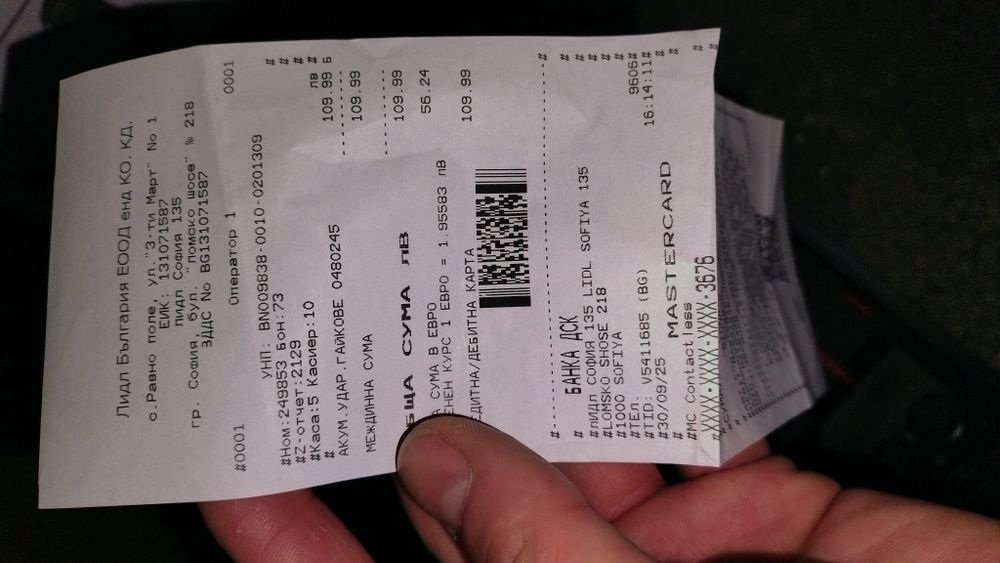 Лидл България ЕООД енд КО. КД.
с.Равно поле, ул."3-ти Март" No 1
ЕИК: 131071587
Лидл София 135
гр. София, бул. "ломско шосе" № 218
ЗДДС No BG131071587
#0001 Оператор 1 0001
УНП: BN009838-0010-0201309 #
#Ном:249853 Бон:73 #
#Z-отчет:2129 #
#Каса:5 Касиер:10 #
# лв #
АКУМ.УДАР.ГАЙКОВЕ 0480245 109.99 Б
МЕЖДИННА СУМА 109.99
БЩА СУМА ЛВ 109.99
СУМА В ЕВРО 56.24
ЕНЕН КУРС 1 ЕВРО = 1.95583 лВ
ЕДИТНА/ДЕБИТНА КАРТА 109.99
#
# БАНКА ДСК #
#ЛИДЛ СОФИЯ 135 LIDL SOFIYA 135 #
#LOMSKO SHOSE 218 #
#1000 SOFIYA #
#ТЕЛ. #
#TID: V5411685 (BG) 9605#
#30/09/25 16:14:11#
# MASTERCARD #
#MC Contactless #
#XXXX-XXXX-XXXX-3676 #